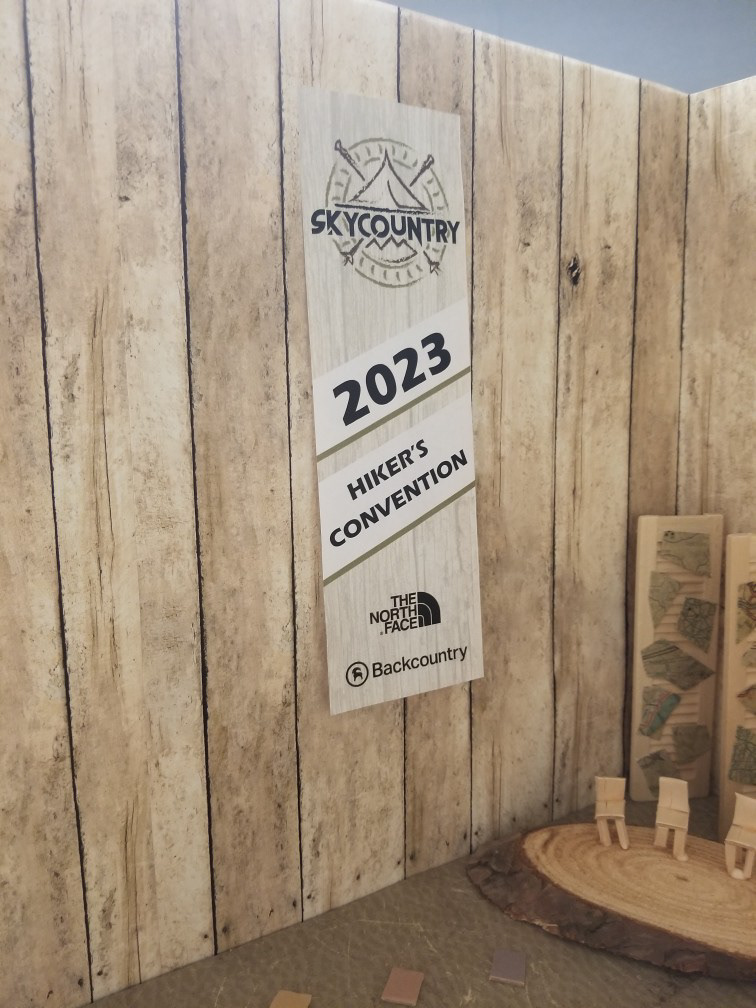 SKYCOUNTRY
2023
HIKER'S
CONVENTION
THE
NORTH
FACE
Backcountry